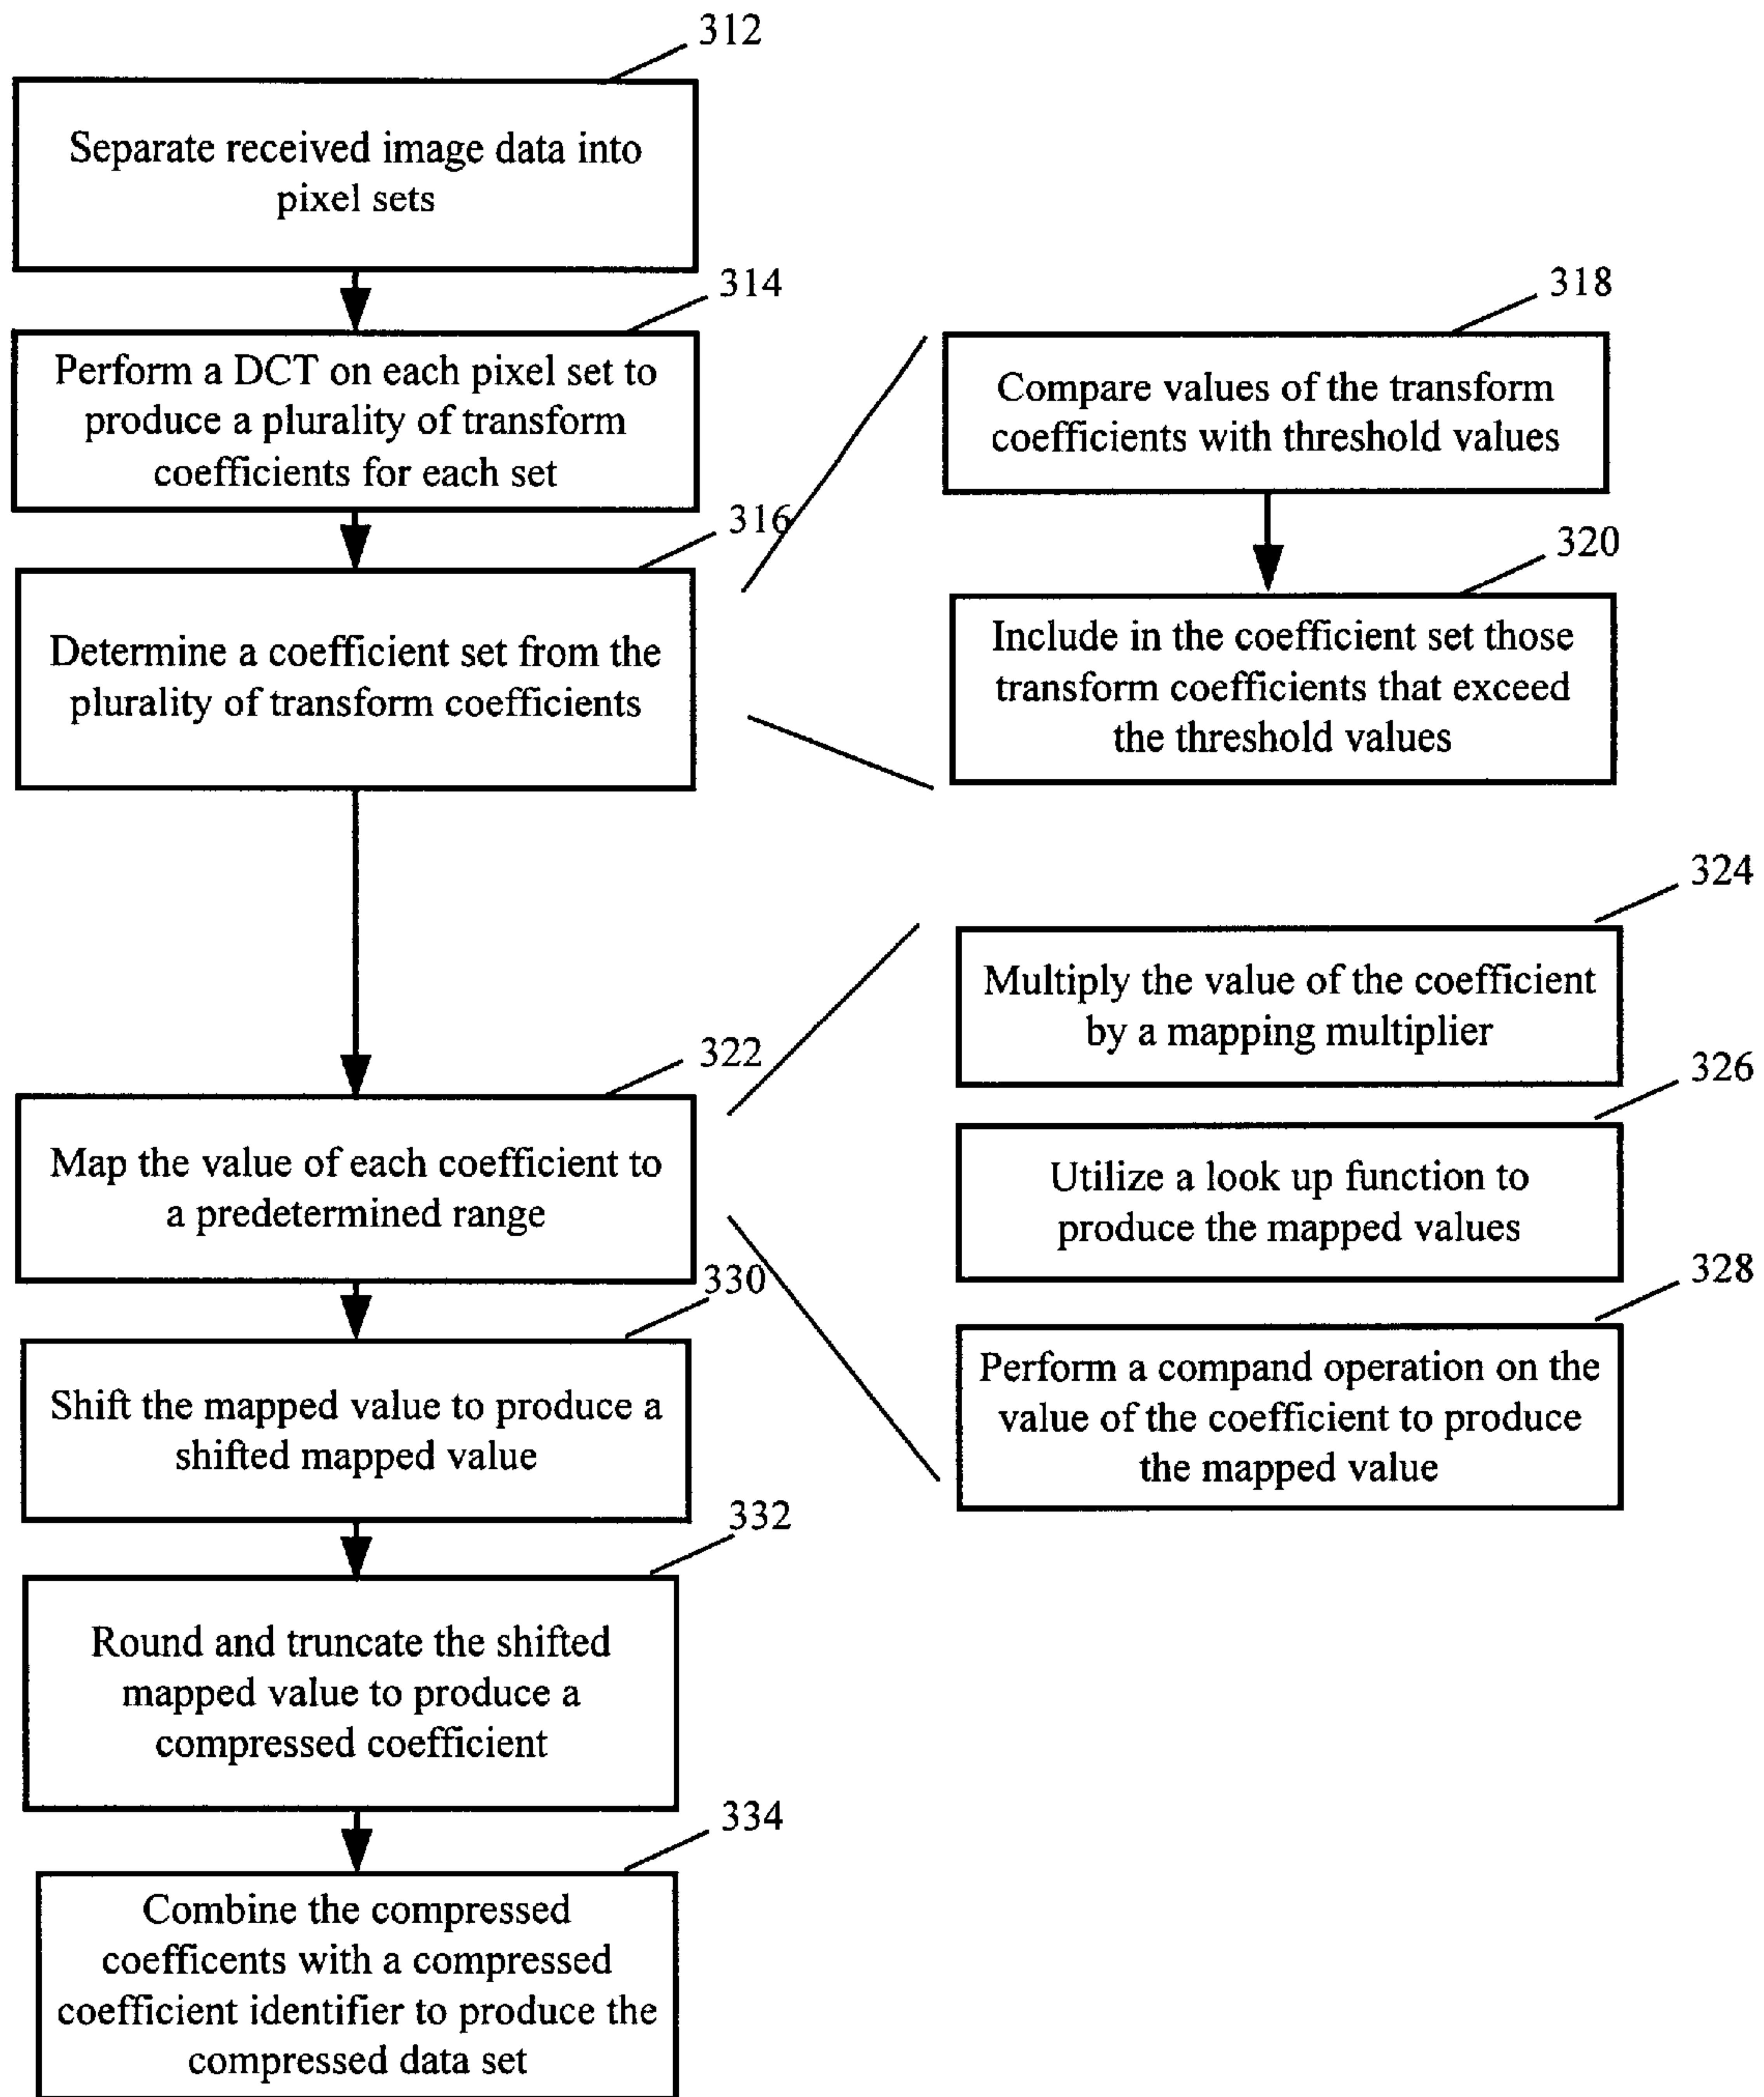 312
Separate received image data into
pixel sets
314
Perform a DCT on each pixel set to
produce a plurality of transform
coefficients for each set
316
Determine a coefficient set from the
plurality of transform coefficients
318
Compare values of the transform
coefficients with threshold values
320
Include in the coefficient set those
transform coefficients that exceed
the threshold values
322
Map the value of each coefficient to
a predetermined range
324
Multiply the value of the coefficient
by a mapping multiplier
326
Utilize a look up function to
produce the mapped values
328
Perform a compand operation on the
value of the coefficient to produce
the mapped value
330
Shift the mapped value to produce a
shifted mapped value
332
Round and truncate the shifted
mapped value to produce a
compressed coefficient
334
Combine the compressed
coefficents with a compressed
coefficient identifier to produce the
compressed data set